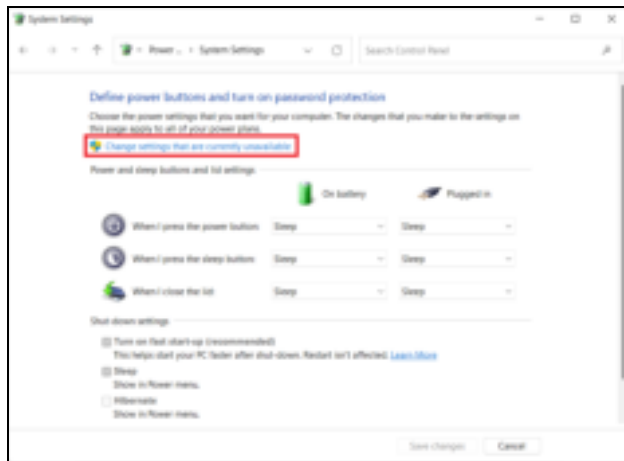 System Settings
Power ... System Settings
Search Control Panel
Define power buttons and turn on password protection
Choose the power settings that you want for your computer. The changes that you make to the settings on
this page apply to all of your power plans.
Change settings that are currently unavailable
Power and sleep buttons and lid settings
On battery Plugged in
When I press the power button: Sleep Sleep
When I press the sleep button: Sleep Sleep
When I close the lid: Sleep Sleep
Shut-down settings
Turn on fast start-up (recommended)
This helps start your PC faster after shut-down. Restart isn't affected. Learn More
Sleep
Show in Power menu.
Hibernate
Show in Power menu.
Save changes Cancel